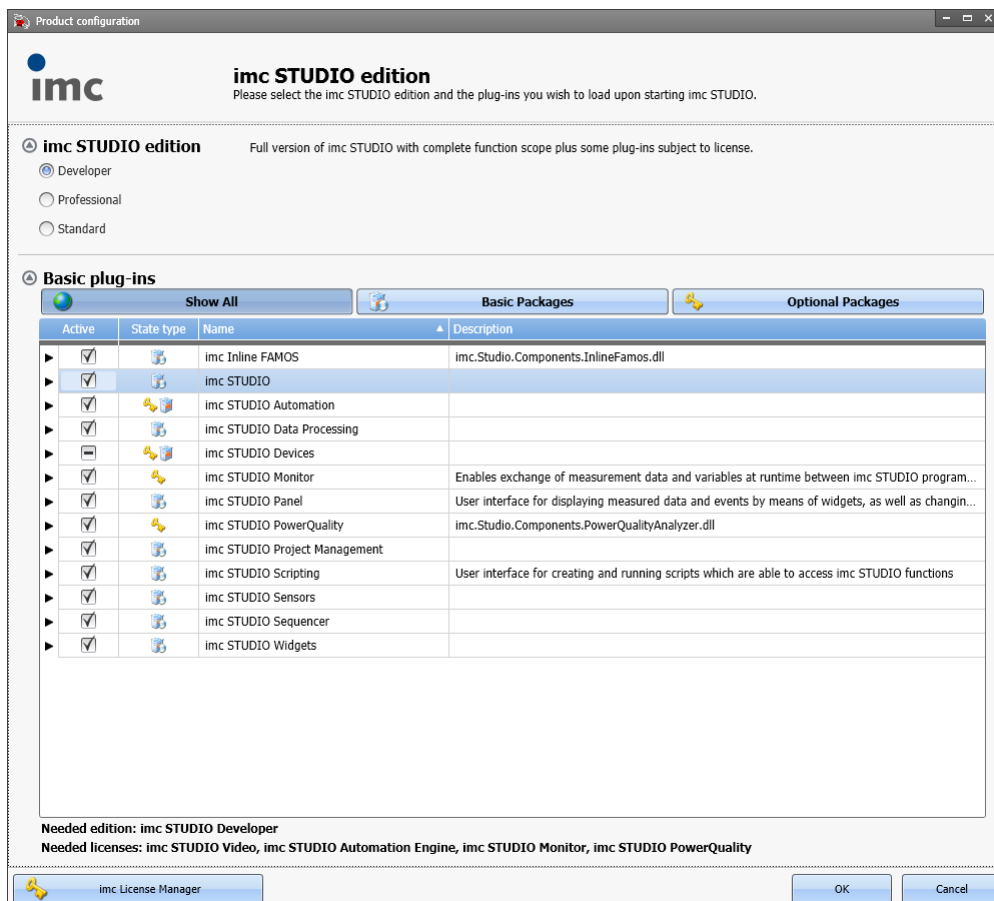 Product configuration
imc
imc STUDIO edition
Please select the imc STUDIO edition and the plug-ins you wish to load upon starting imc STUDIO.
imc STUDIO edition
Full version of imc STUDIO with complete function scope plus some plug-ins subject to license.
Developer
Professional
Standard
Basic plug-ins
Show All
Basic Packages
Optional Packages
Active State type Name Description
imc Inline FAMOS imc.Studio.Components.InlineFamos.dll
imc STUDIO
imc STUDIO Automation
imc STUDIO Data Processing
imc STUDIO Devices
imc STUDIO Monitor Enables exchange of measurement data and variables at runtime between imc STUDIO program...
imc STUDIO Panel User interface for displaying measured data and events by means of widgets, as well as changin...
imc STUDIO PowerQuality imc.Studio.Components.PowerQualityAnalyzer.dll
imc STUDIO Project Management
imc STUDIO Scripting User interface for creating and running scripts which are able to access imc STUDIO functions
imc STUDIO Sensors
imc STUDIO Sequencer
imc STUDIO Widgets
Needed edition: imc STUDIO Developer
Needed licenses: imc STUDIO Video, imc STUDIO Automation Engine, imc STUDIO Monitor, imc STUDIO PowerQuality
imc License Manager
OK
Cancel